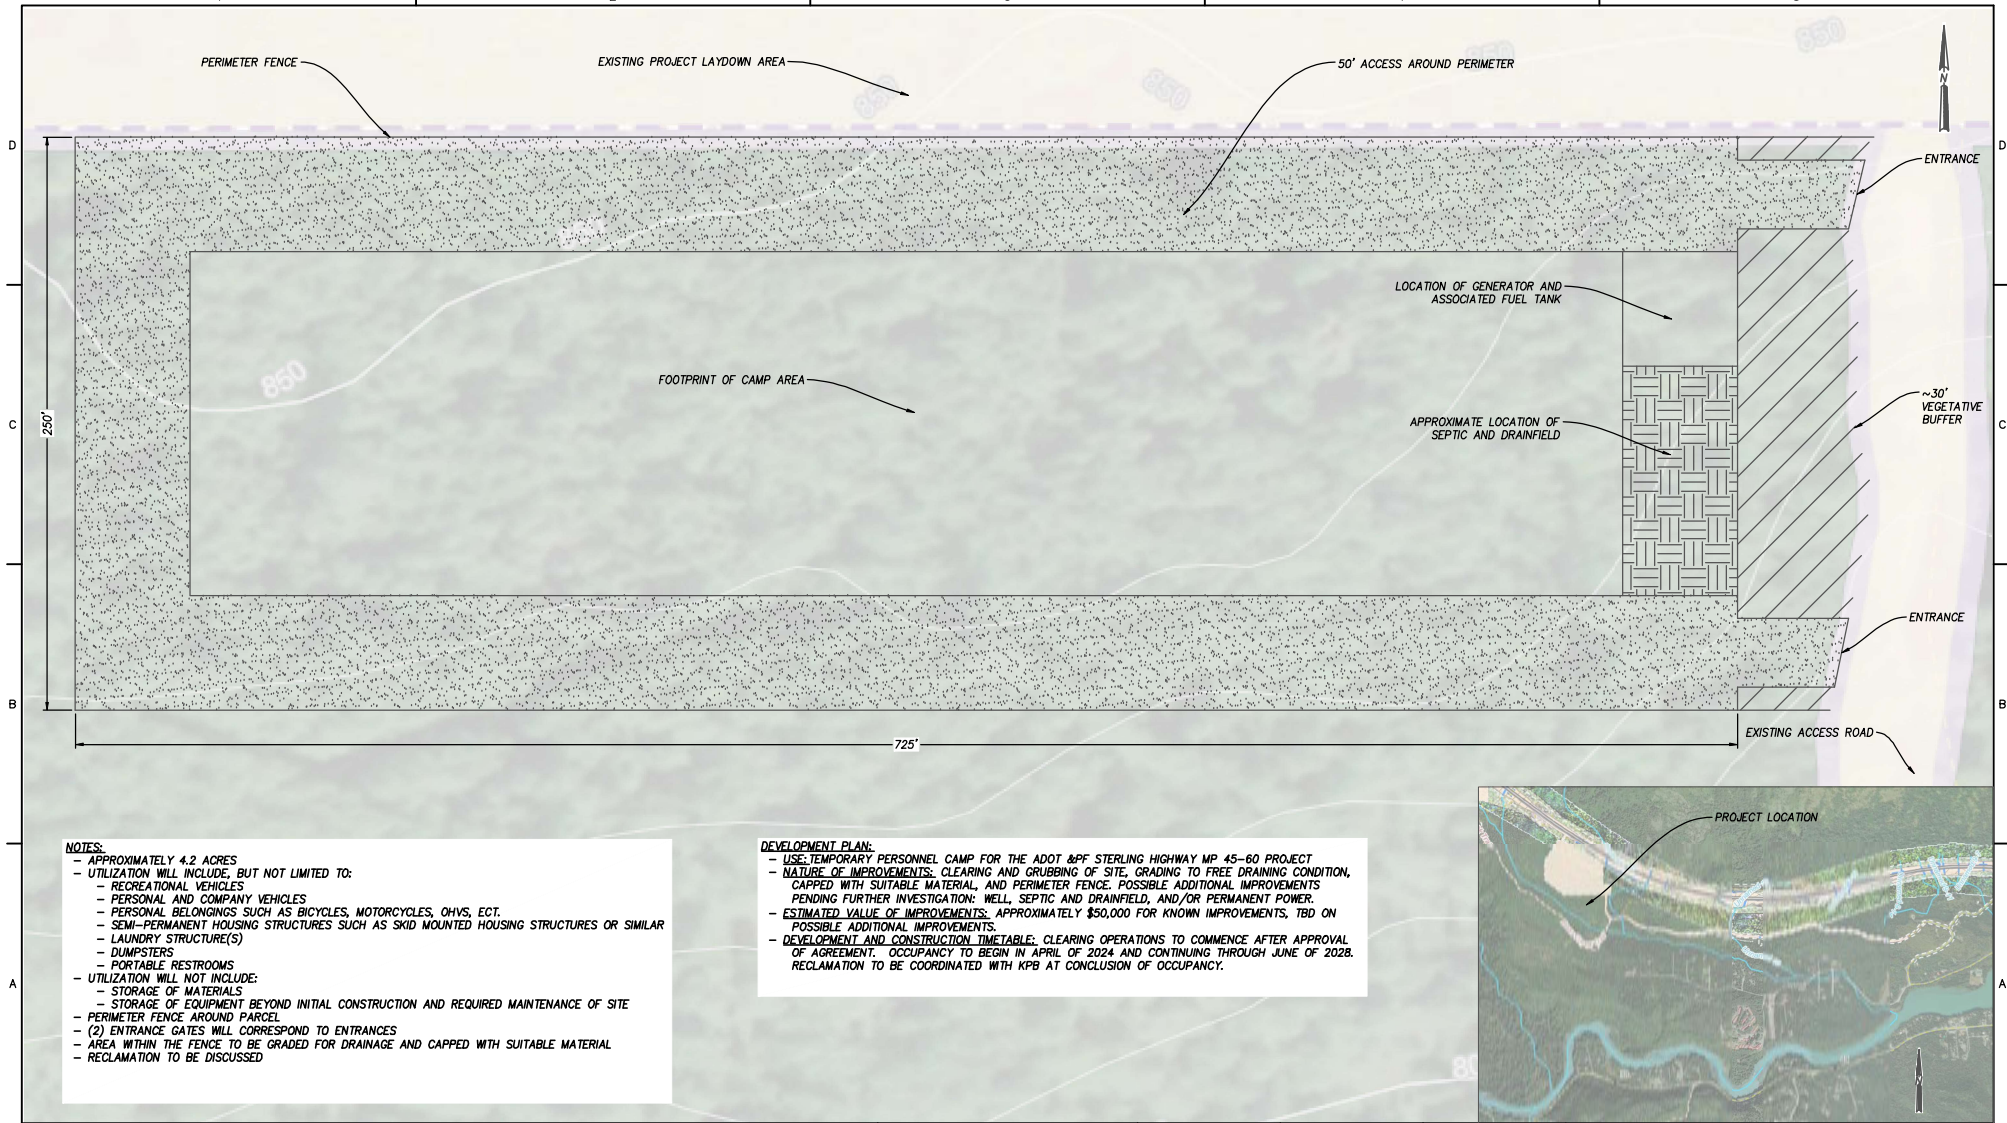 PERIMETER FENCE
EXISTING PROJECT LAYDOWN AREA
50' ACCESS AROUND PERIMETER
850
850
850
850
N
D
D
ENTRANCE
LOCATION OF GENERATOR AND
ASSOCIATED FUEL TANK
850
FOOTPRINT OF CAMP AREA
~30'
VEGETATIVE
BUFFER
C
C
250'
APPROXIMATE LOCATION OF
SEPTIC AND DRAINFIELD
ENTRANCE
B
B
EXISTING ACCESS ROAD
725'
PROJECT LOCATION
NOTES:
- APPROXIMATELY 4.2 ACRES
- UTILIZATION WILL INCLUDE, BUT NOT LIMITED TO:
- RECREATIONAL VEHICLES
- PERSONAL AND COMPANY VEHICLES
- PERSONAL BELONGINGS SUCH AS BICYCLES, MOTORCYCLES, OHVS, ECT.
- SEMI-PERMANENT HOUSING STRUCTURES SUCH AS SKID MOUNTED HOUSING STRUCTURES OR SIMILAR
- LAUNDRY STRUCTURE(S)
- DUMPSTERS
- PORTABLE RESTROOMS
- UTILIZATION WILL NOT INCLUDE:
- STORAGE OF MATERIALS
- STORAGE OF EQUIPMENT BEYOND INITIAL CONSTRUCTION AND REQUIRED MAINTENANCE OF SITE
- PERIMETER FENCE AROUND PARCEL
- (2) ENTRANCE GATES WILL CORRESPOND TO ENTRANCES
- AREA WITHIN THE FENCE TO BE GRADED FOR DRAINAGE AND CAPPED WITH SUITABLE MATERIAL
- RECLAMATION TO BE DISCUSSED
DEVELOPMENT PLAN:
- USE: TEMPORARY PERSONNEL CAMP FOR THE ADOT &PF STERLING HIGHWAY MP 45-60 PROJECT
- NATURE OF IMPROVEMENTS: CLEARING AND GRUBBING OF SITE, GRADING TO FREE DRAINING CONDITION,
CAPPED WITH SUITABLE MATERIAL, AND PERIMETER FENCE. POSSIBLE ADDITIONAL IMPROVEMENTS
PENDING FURTHER INVESTIGATION: WELL, SEPTIC AND DRAINFIELD, AND/OR PERMANENT POWER.
- ESTIMATED VALUE OF IMPROVEMENTS: APPROXIMATELY $50,000 FOR KNOWN IMPROVEMENTS, TBD ON
POSSIBLE ADDITIONAL IMPROVEMENTS.
- DEVELOPMENT AND CONSTRUCTION TIMETABLE: CLEARING OPERATIONS TO COMMENCE AFTER APPROVAL
OF AGREEMENT. OCCUPANCY TO BEGIN IN APRIL OF 2024 AND CONTINUING THROUGH JUNE OF 2028.
RECLAMATION TO BE COORDINATED WITH KPB AT CONCLUSION OF OCCUPANCY.
A
A